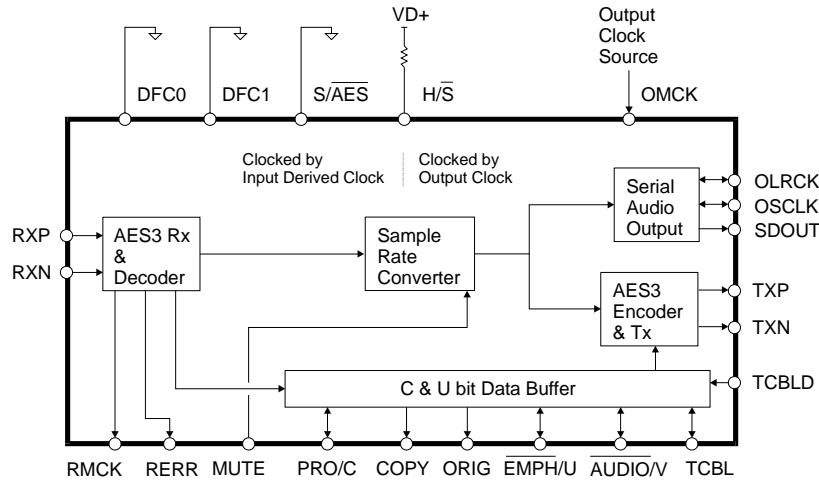 VD+
Output
Clock
Source
DFC0
DFC1
S/AES
H/S
OMCK
Clocked by
Input Derived Clock
Clocked by
Output Clock
Serial
Audio
Output
OLRCK
OSCLK
SDOUT
RXP
RXN
AES3 Rx
&
Decoder
Sample
Rate
Converter
AES3
Encoder
& Tx
TXP
TXN
C & U bit Data Buffer
TCBLD
RMCK
RERR
MUTE
PRO/C
COPY
ORIG
EMPH/U
AUDIO/V
TCBL